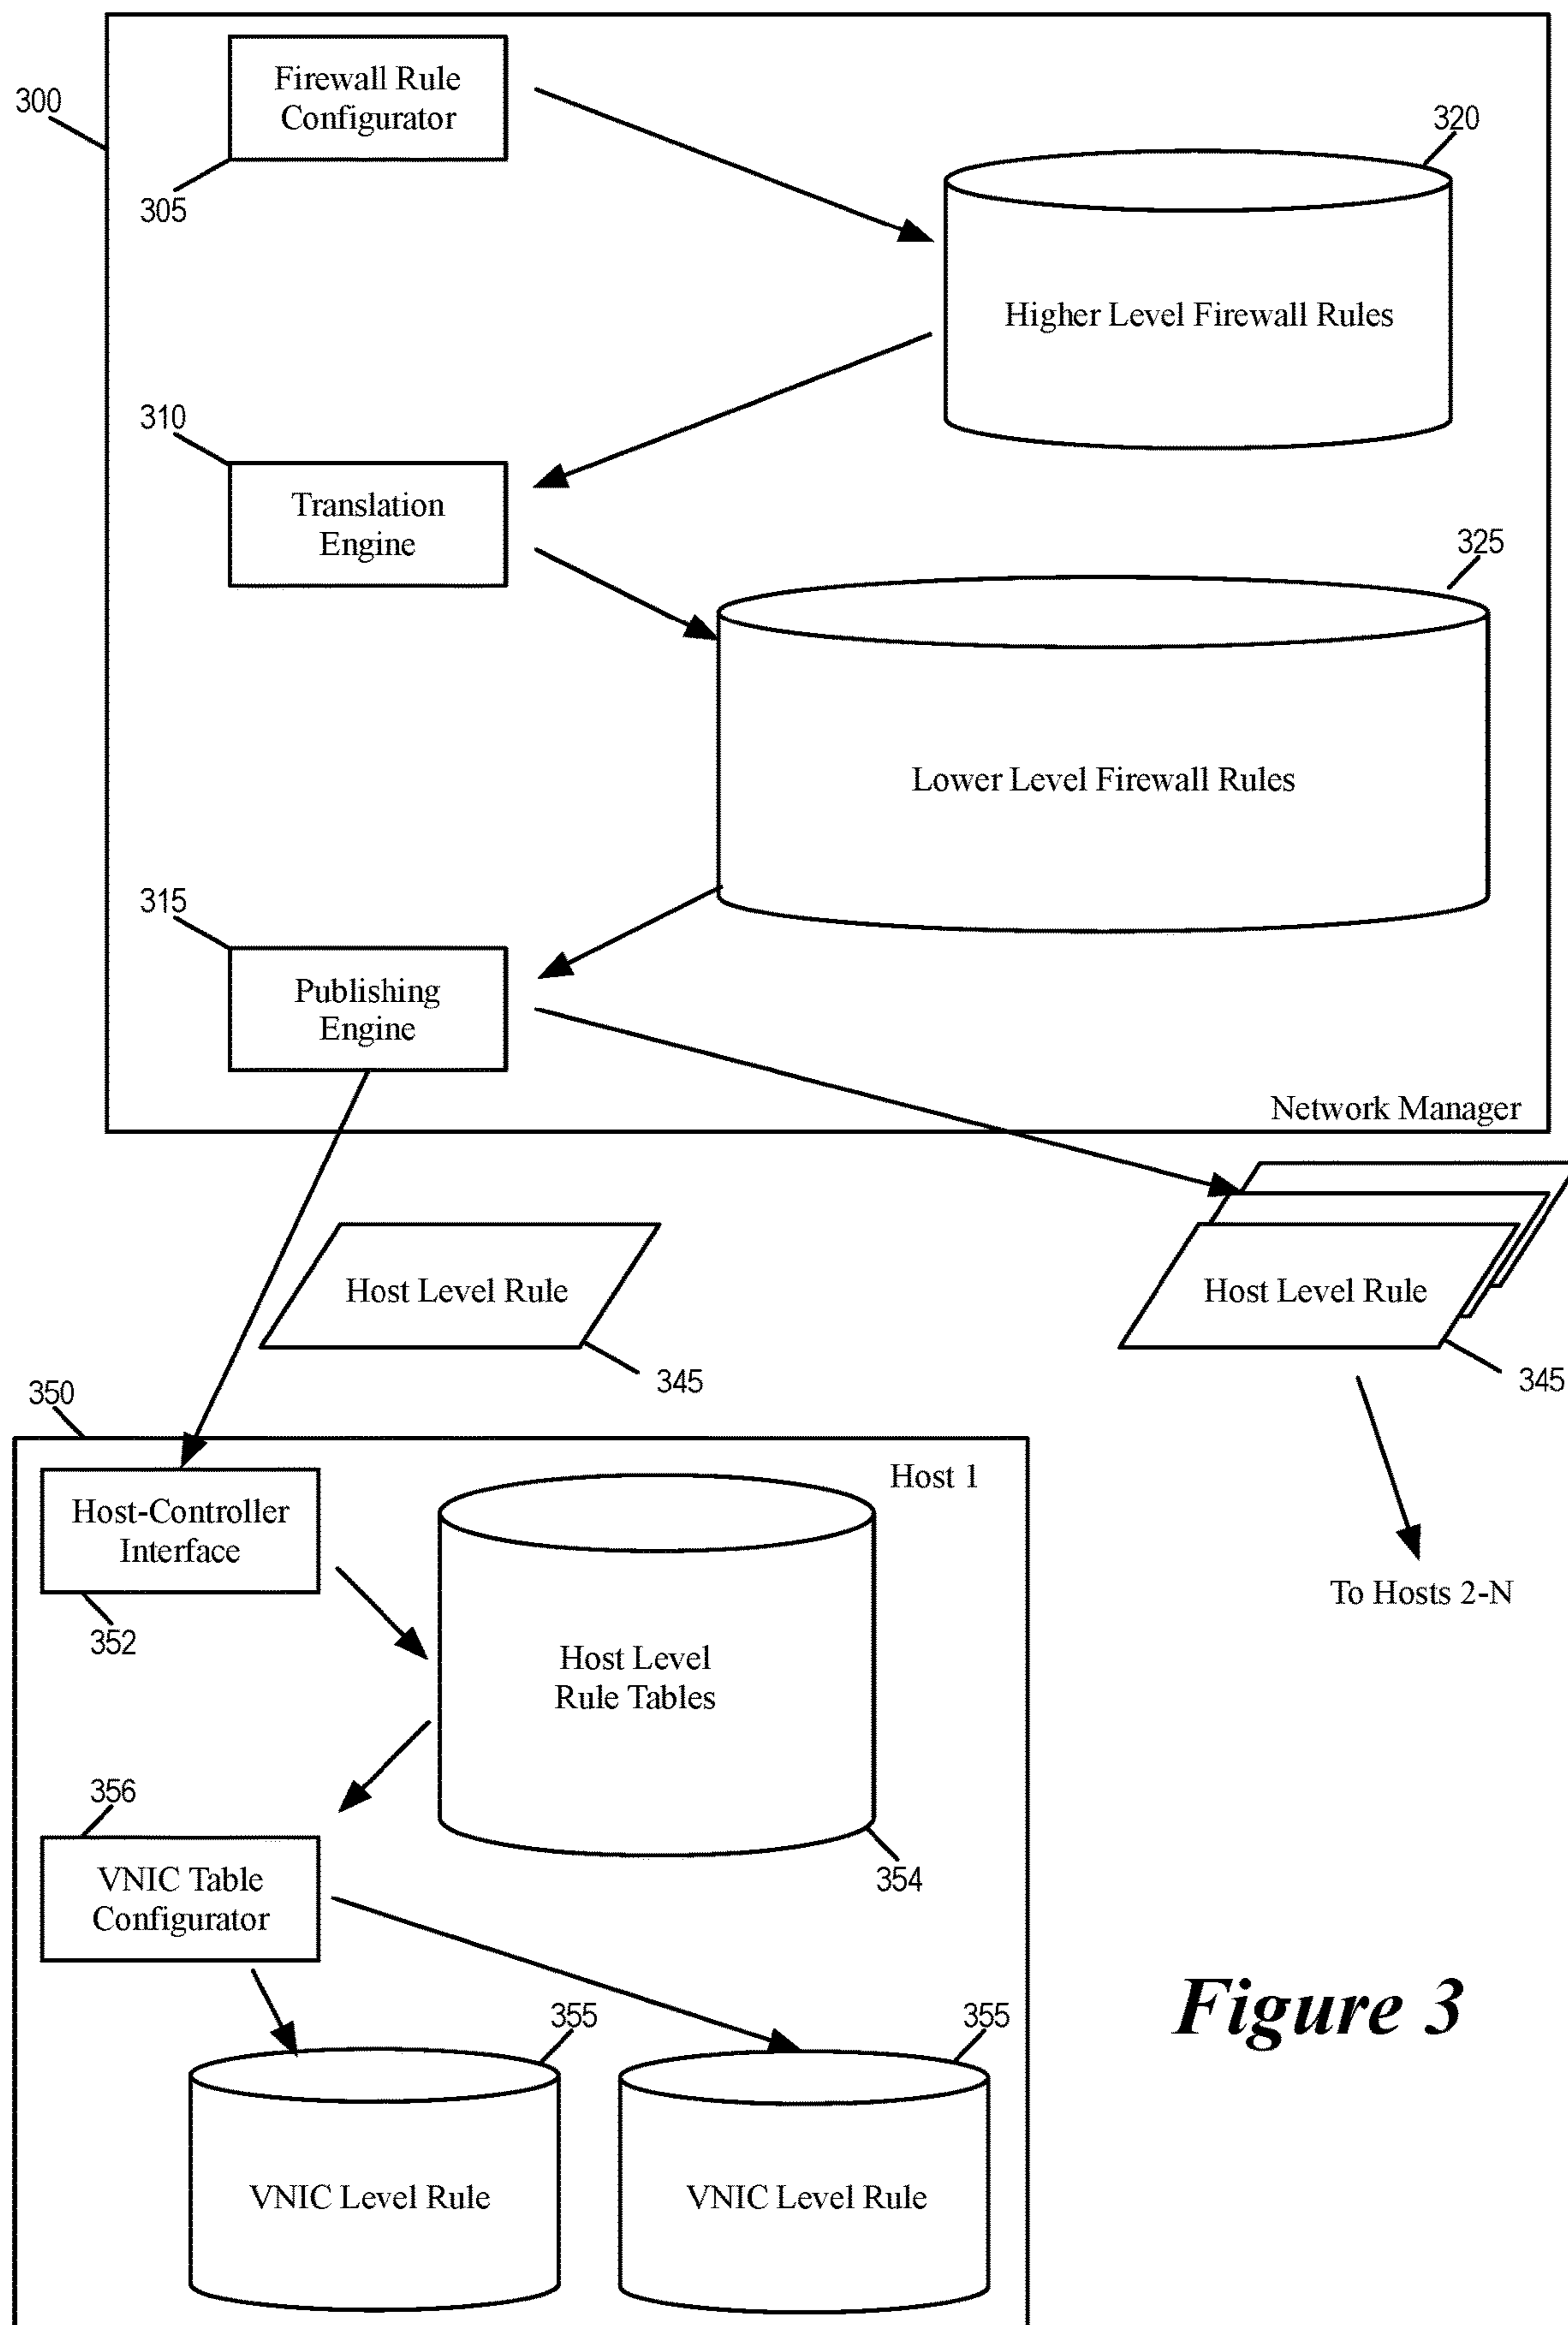 Firewall Rule
Configurator
300
305
320
Higher Level Firewall Rules
310
Translation
Engine
325
Lower Level Firewall Rules
315
Publishing
Engine
Network Manager
Host Level Rule
345
Host Level Rule
345
To Hosts 2-N
350
Host 1
Host-Controller
Interface
352
Host Level
Rule Tables
354
356
VNIC Table
Configurator
355
VNIC Level Rule
355
VNIC Level Rule
Figure 3